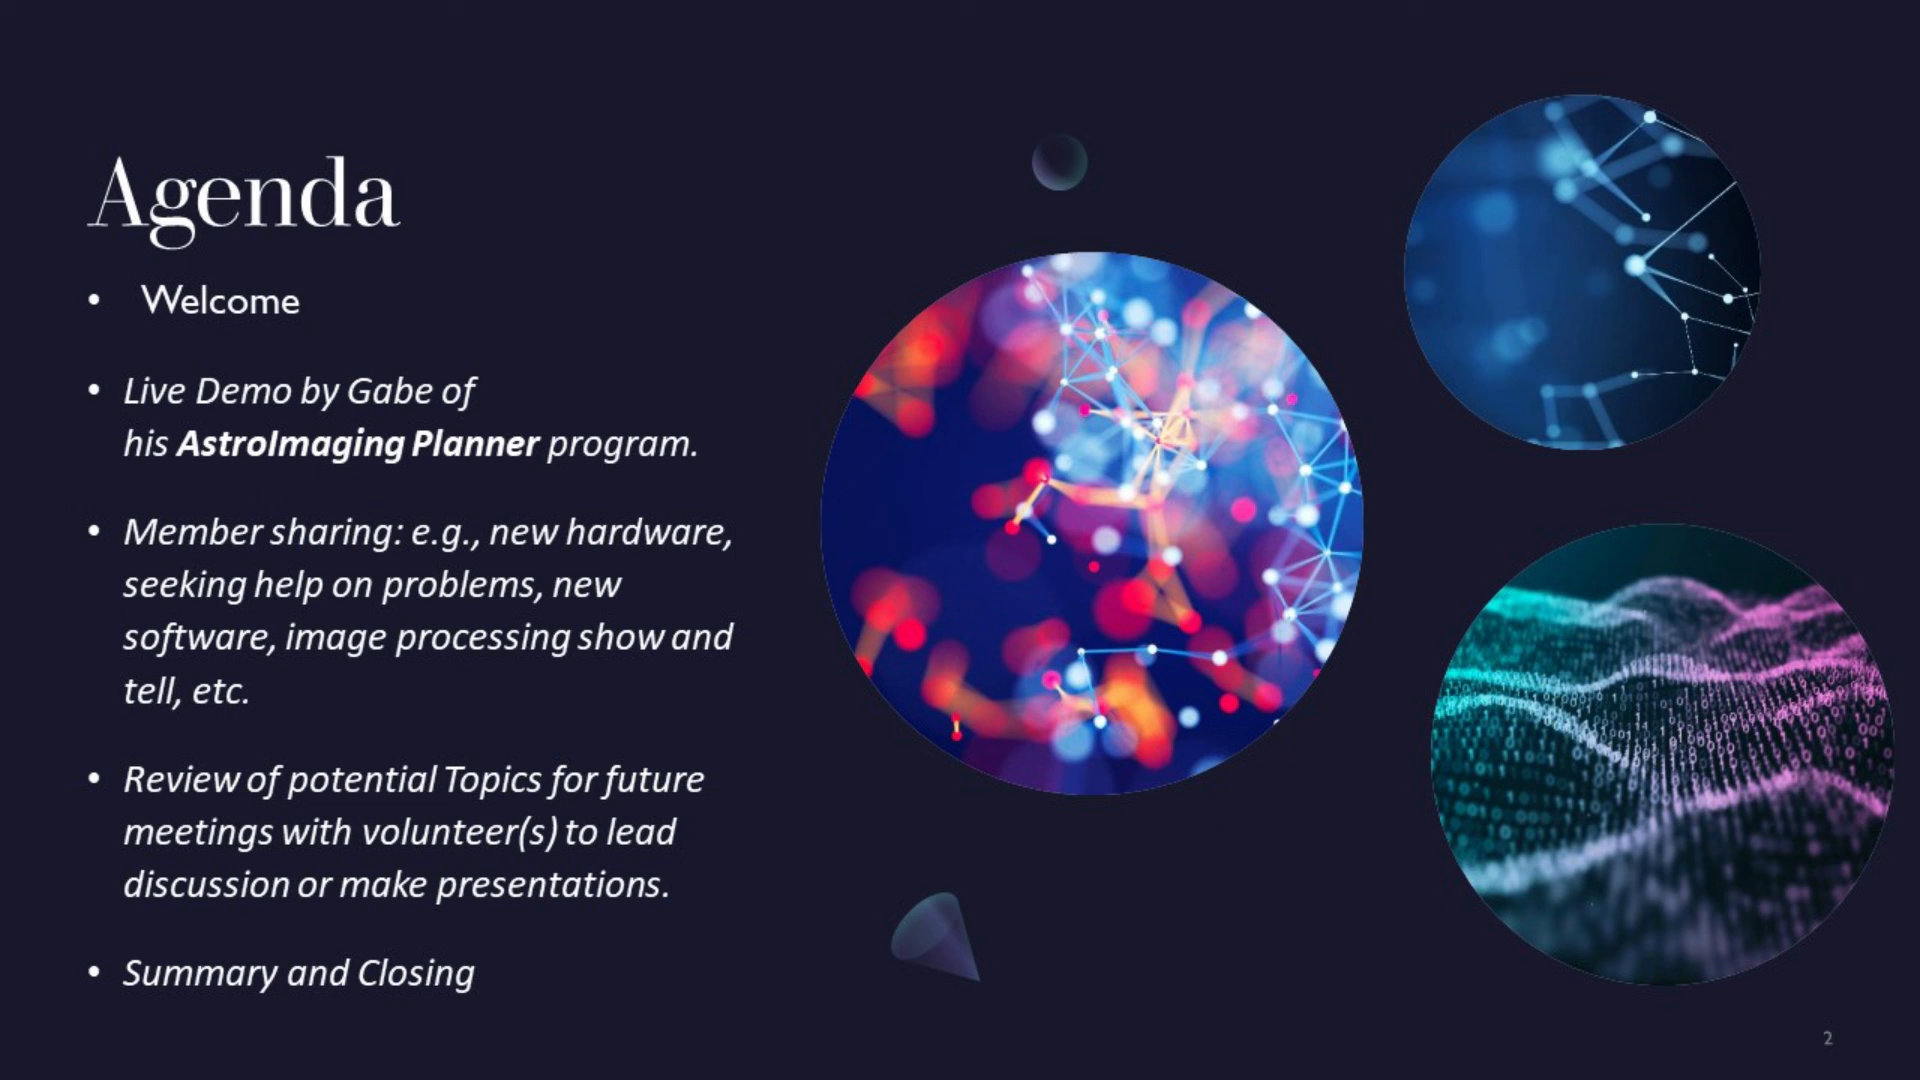 Agenda
• Welcome
• Live Demo by Gabe of
his AstroImaging Planner program.
• Member sharing: e.g., new hardware,
seeking help on problems, new
software, image processing show and
tell, etc.
• Review of potential Topics for future
meetings with volunteer(s) to lead
discussion or make presentations.
• Summary and Closing
2